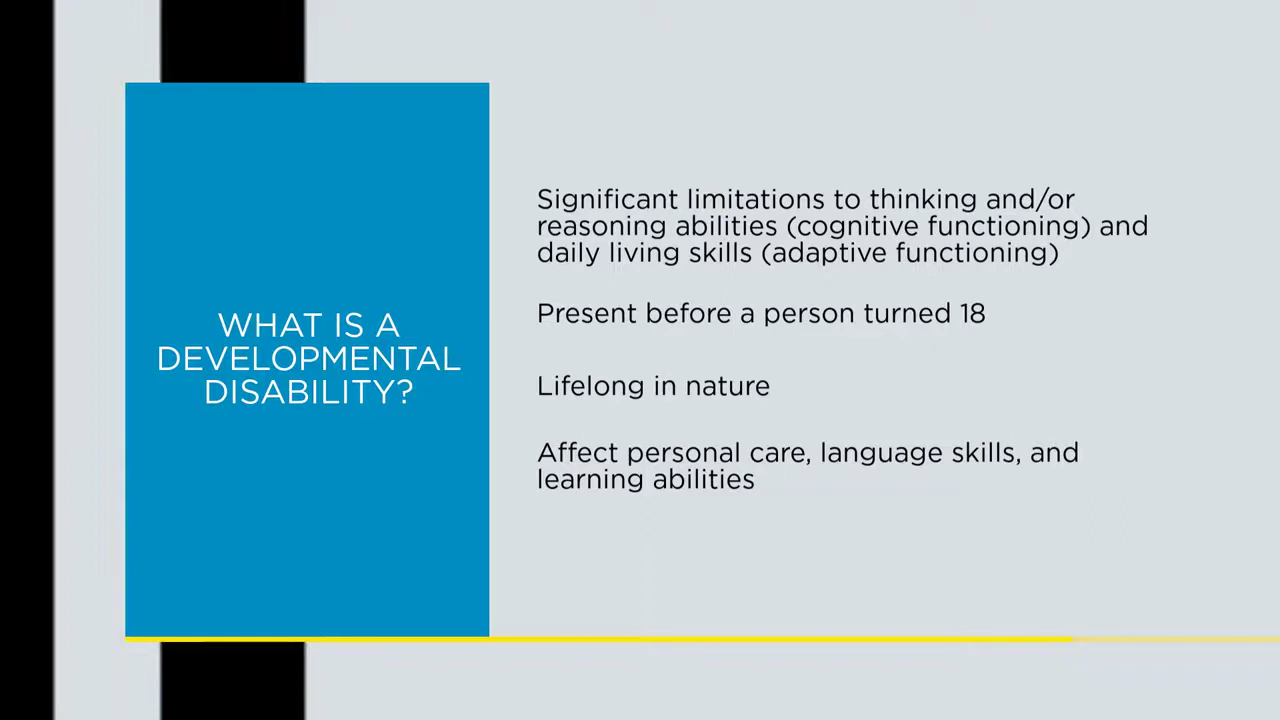 WHAT IS A
DEVELOPMENTAL
DISABILITY?
Significant limitations to thinking and/or
reasoning abilities (cognitive functioning) and
daily living skills (adaptive functioning)
Present before a person turned 18
Lifelong in nature
Affect personal care, language skills, and
learning abilities